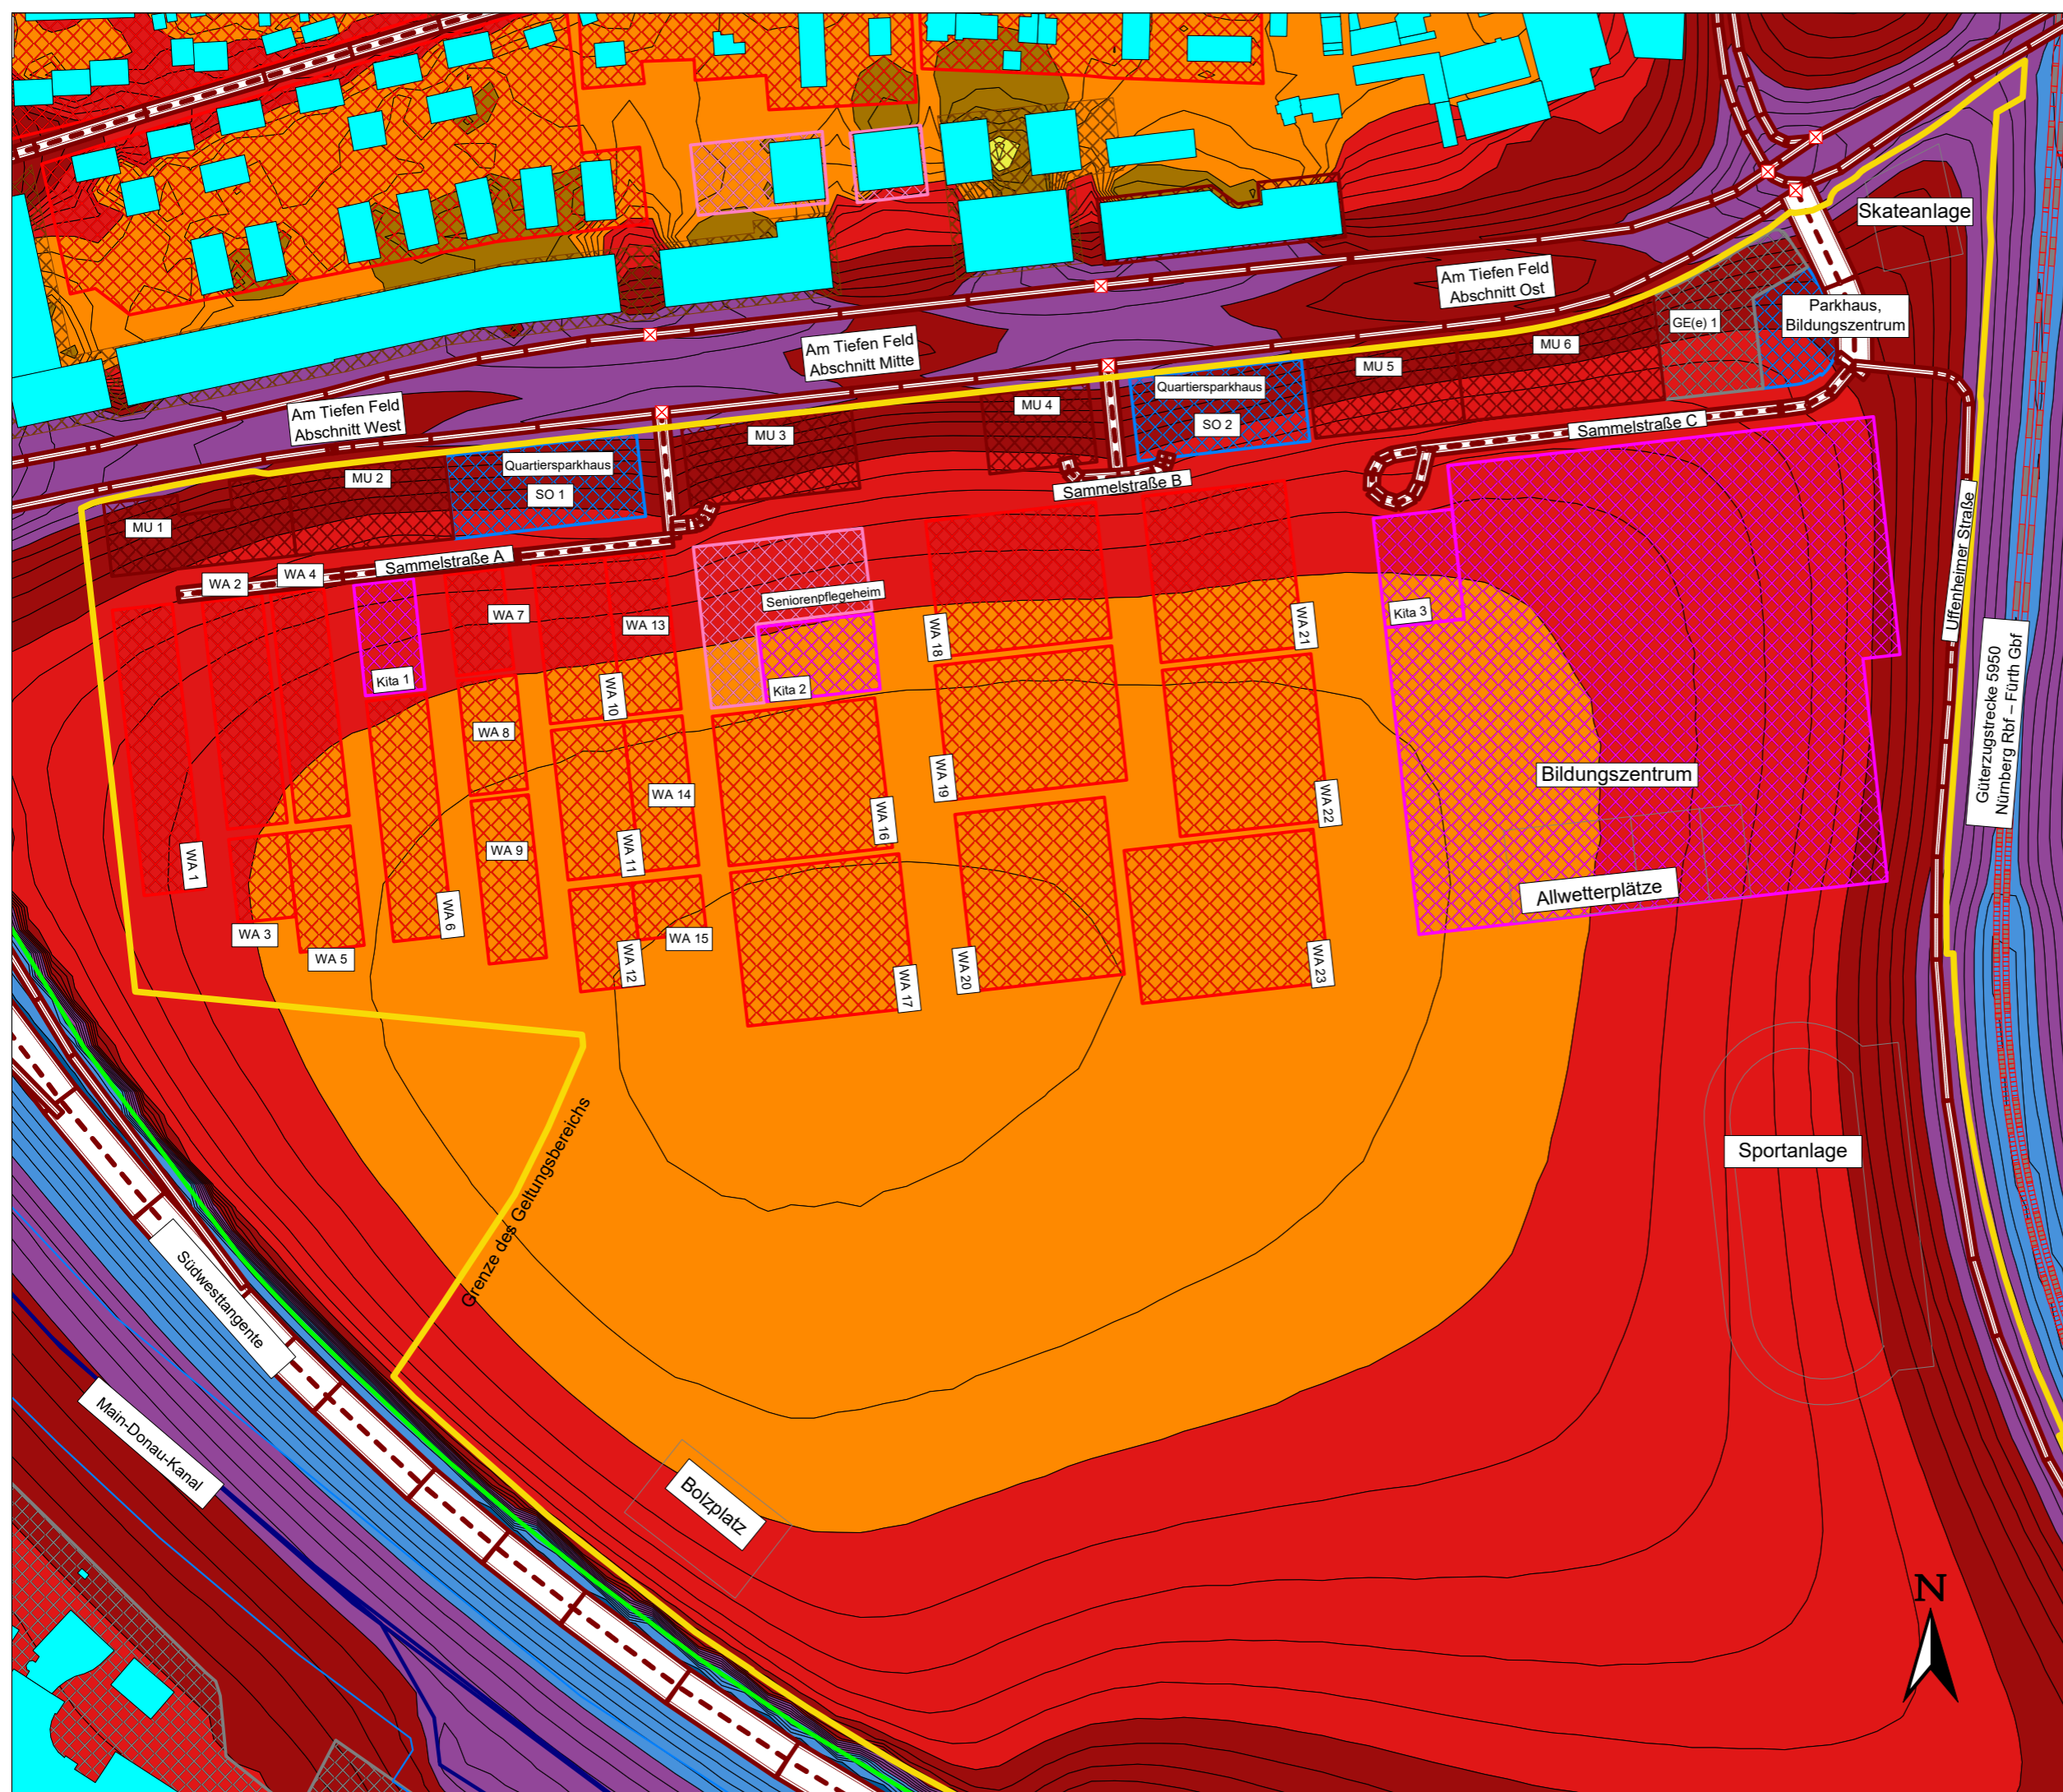 Skateanlage
Am Tiefen Feld
Abschnitt Ost
Parkhaus,
Bildungszentrum
GE(e) 1
MU 6
Am Tiefen Feld
Abschnitt Mitte
MU 5
Quartiersparkhaus
SO 2
MU 4
Am Tiefen Feld
Abschnitt West
MU 3
Sammelstraße C
Quartiersparkhaus
SO 1
MU 2
Sammelstraße B
MU 1
Sammelstraße A
Uffenheimer Straße
WA 2
WA 4
Seniorenpflegeheim
WA 7
WA 13
Kita 3
WA 18
WA 21
Kita 1
Kita 2
WA 10
WA 8
Güterzugstrecke 5950
Nürnberg Rbf – Fürth Gbf
WA 19
Bildungszentrum
WA 14
WA 22
WA 16
WA 9
WA 11
WA 1
Allwetterplätze
WA 6
WA 3
WA 15
WA 5
WA 12
WA 17
WA 20
WA 23
Grenze des Geltungsbereichs
Sportanlage
Südwesttangente
Main-Donau-Kanal
Bolzplatz
N